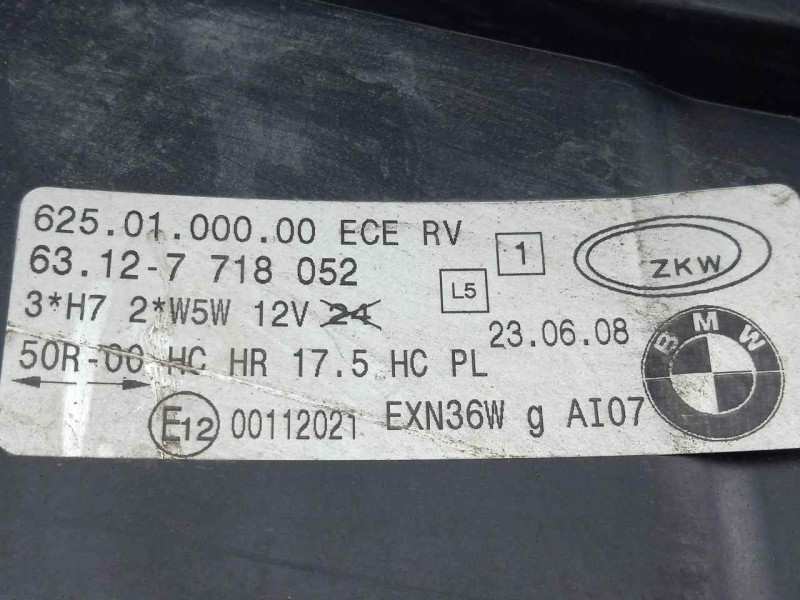 625.01.000.00 ECE RV
1
ZKW
63.12-7 718 052
L5
3*H7 2*W5W 12V 24
23.06.08
BMW
50R-00 HC HR 17.5 HC PL
E12 00112021 EXN36W g AI07